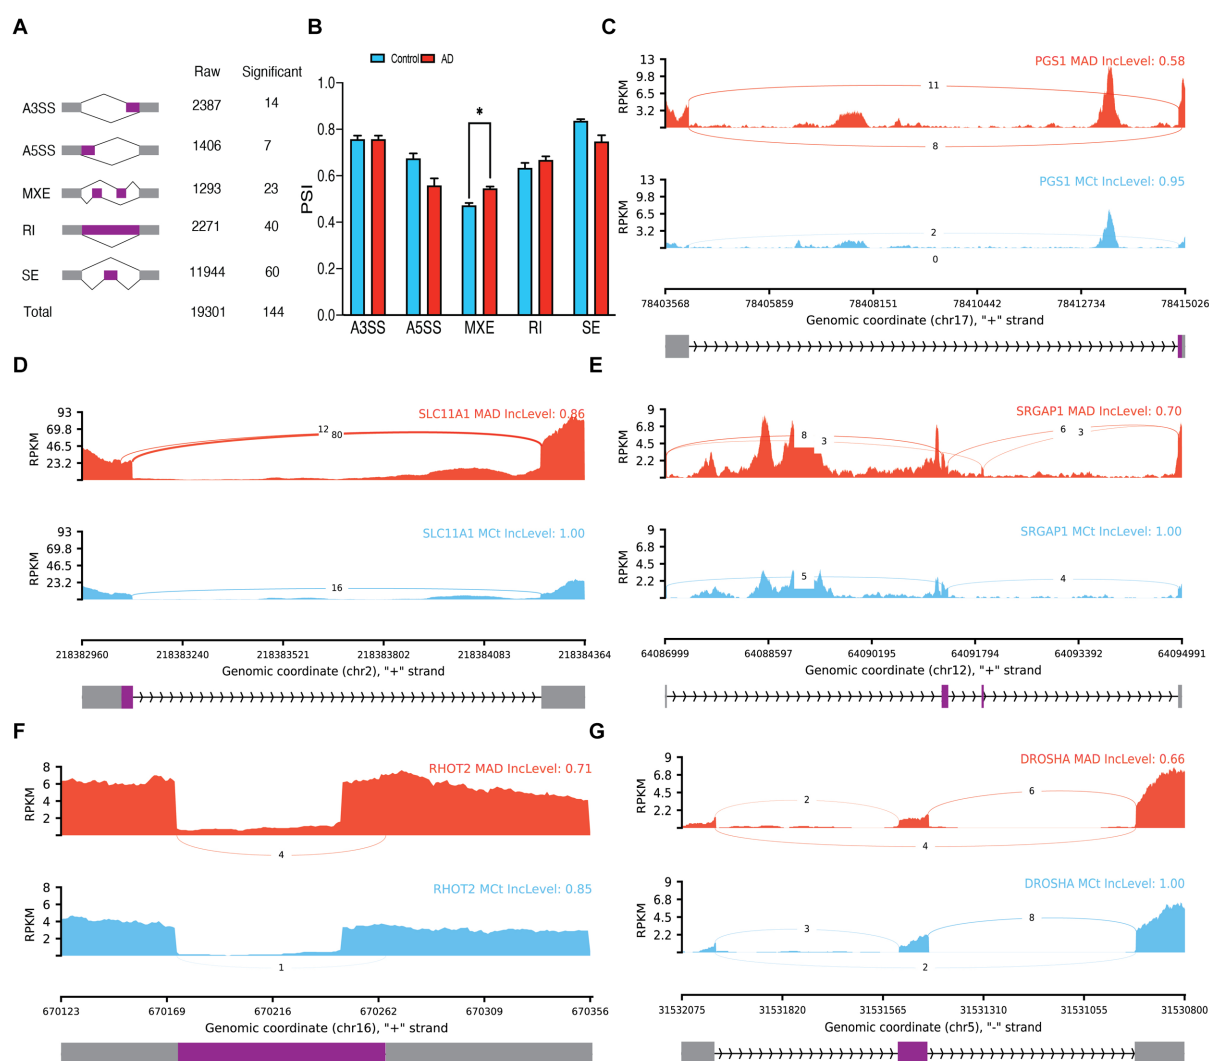 A
Raw Significant
A3SS 2387 14
A5SS 1406 7
MXE 1293 23
RI 2271 40
SE 11944 60
Total 19301 144
B
Control AD
PSI
1.0
0.8
0.6
0.4
0.2
0.0
*
A3SS A5SS MXE RI SE
C
PGS1 MAD IncLevel: 0.58
RPKM
13
9.8
6.5
3.2
11
8
PGS1 MCt IncLevel: 0.95
RPKM
13
9.8
6.5
3.2
2
0
78403568 78405859 78408151 78410442 78412734 78415026
Genomic coordinate (chr17), "+" strand
D
SLC11A1 MAD IncLevel: 0.86
RPKM
93
69.8
46.5
23.2
12
80
SLC11A1 MCt IncLevel: 1.00
RPKM
93
69.8
46.5
23.2
16
218382960 218383240 218383521 218383802 218384083 218384364
Genomic coordinate (chr2), "+" strand
E
SRGAP1 MAD IncLevel: 0.70
RPKM
9
6.8
4.5
2.2
8 3 6 3
SRGAP1 MCt IncLevel: 1.00
RPKM
9
6.8
4.5
2.2
5 4
64086999 64088597 64090195 64091794 64093392 64094991
Genomic coordinate (chr12), "+" strand
F
RHOT2 MAD IncLevel: 0.71
RPKM
8
6
4
2
4
RHOT2 MCt IncLevel: 0.85
RPKM
8
6
4
2
1
670123 670169 670216 670262 670309 670356
Genomic coordinate (chr16), "+" strand
G
DROSHA MAD IncLevel: 0.66
RPKM
9
6.8
4.5
2.2
2 6
4
DROSHA MCt IncLevel: 1.00
RPKM
9
6.8
4.5
2.2
3 8
2
31532075 31531820 31531565 31531310 31531055 31530800
Genomic coordinate (chr5), "-" strand